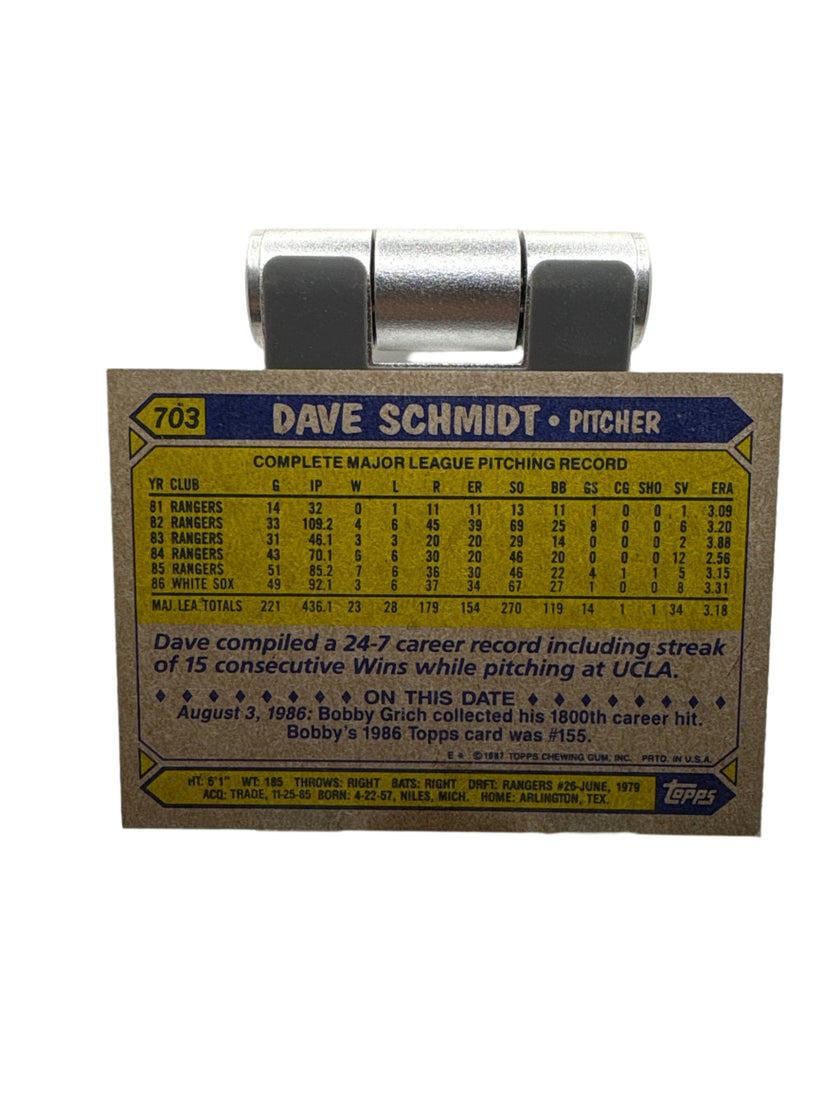 703 DAVE SCHMIDT • PITCHER
COMPLETE MAJOR LEAGUE PITCHING RECORD
YR CLUB G IP W L R ER SO BB GS CG SHO SV ERA
81 RANGERS 14 32 0 1 11 11 13 11 1 0 0 1 3.09
82 RANGERS 33 109.2 4 6 45 39 69 25 8 0 0 6 3.20
83 RANGERS 31 46.1 3 3 20 20 29 14 0 0 0 2 3.88
84 RANGERS 43 70.1 6 6 30 20 46 20 0 0 0 12 2.56
85 RANGERS 51 85.2 7 6 36 30 46 22 4 1 1 5 3.15
86 WHITE SOX 49 92.1 3 6 37 34 67 27 1 0 0 8 3.31
MAJ. LEA. TOTALS 221 436.1 23 28 179 154 270 119 14 1 1 34 3.18
Dave compiled a 24-7 career record including streak
of 15 consecutive Wins while pitching at UCLA.
ON THIS DATE
August 3, 1986: Bobby Grich collected his 1800th career hit.
Bobby's 1986 Topps card was #155.
E * © 1987 TOPPS CHEWING GUM, INC. PRTD. IN U.S.A.
HT: 6'1" WT: 185 THROWS: RIGHT BATS: RIGHT DRFT: RANGERS #26-JUNE, 1979
ACQ: TRADE, 11-25-85 BORN: 4-22-57, NILES, MICH. HOME: ARLINGTON, TEX.
TOPPS